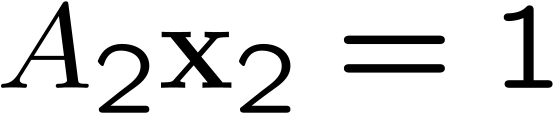 A₂x₂ = 1